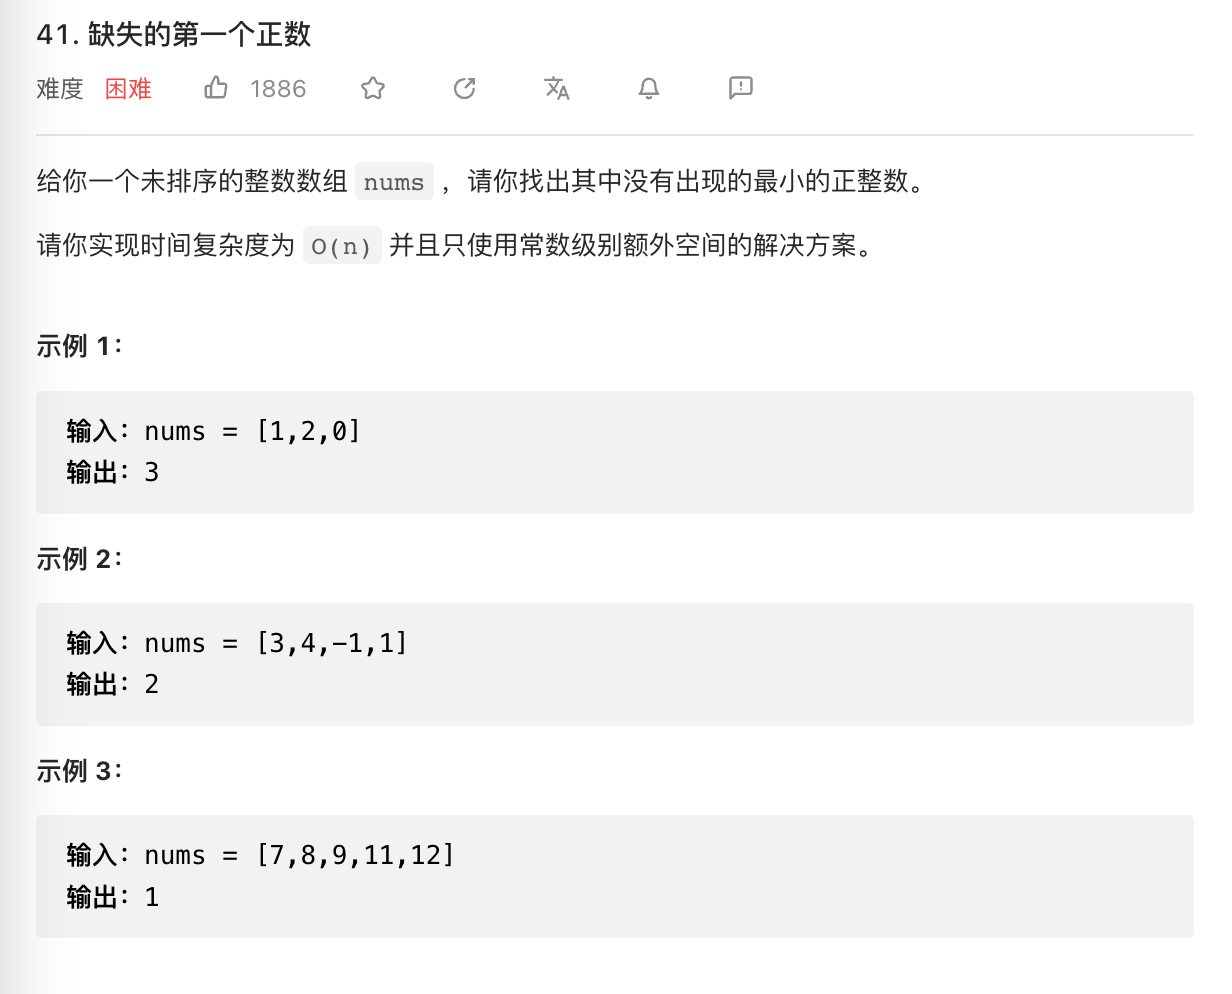 41. 缺失的第一个正数
难度 困难 1886
给你一个未排序的整数数组 nums ，请你找出其中没有出现的最小的正整数。
请你实现时间复杂度为 O(n) 并且只使用常数级别额外空间的解决方案。
示例 1：
输入：nums = [1,2,0]
输出：3
示例 2：
输入：nums = [3,4,-1,1]
输出：2
示例 3：
输入：nums = [7,8,9,11,12]
输出：1